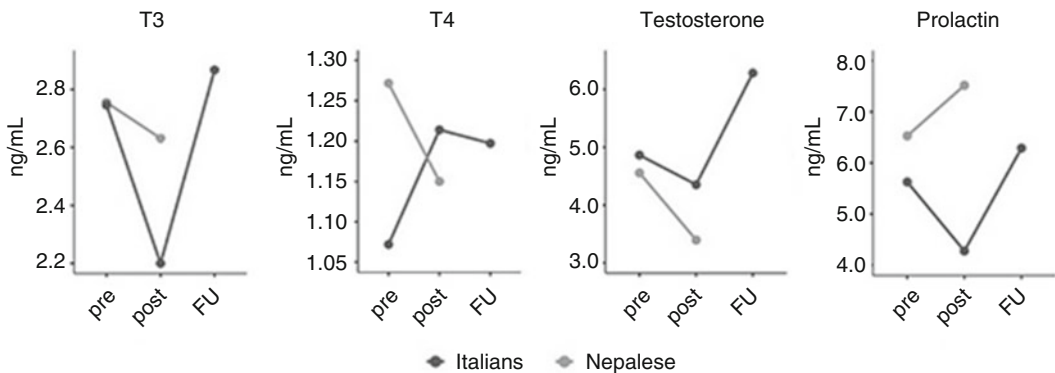 T3
ng/mL
2.8
2.6
2.4
2.2
pre
post
FU
T4
ng/mL
1.30
1.25
1.20
1.15
1.10
1.05
pre
post
FU
Testosterone
ng/mL
6.0
5.0
4.0
3.0
pre
post
FU
Prolactin
ng/mL
8.0
7.0
6.0
5.0
4.0
pre
post
FU
Italians Nepalese